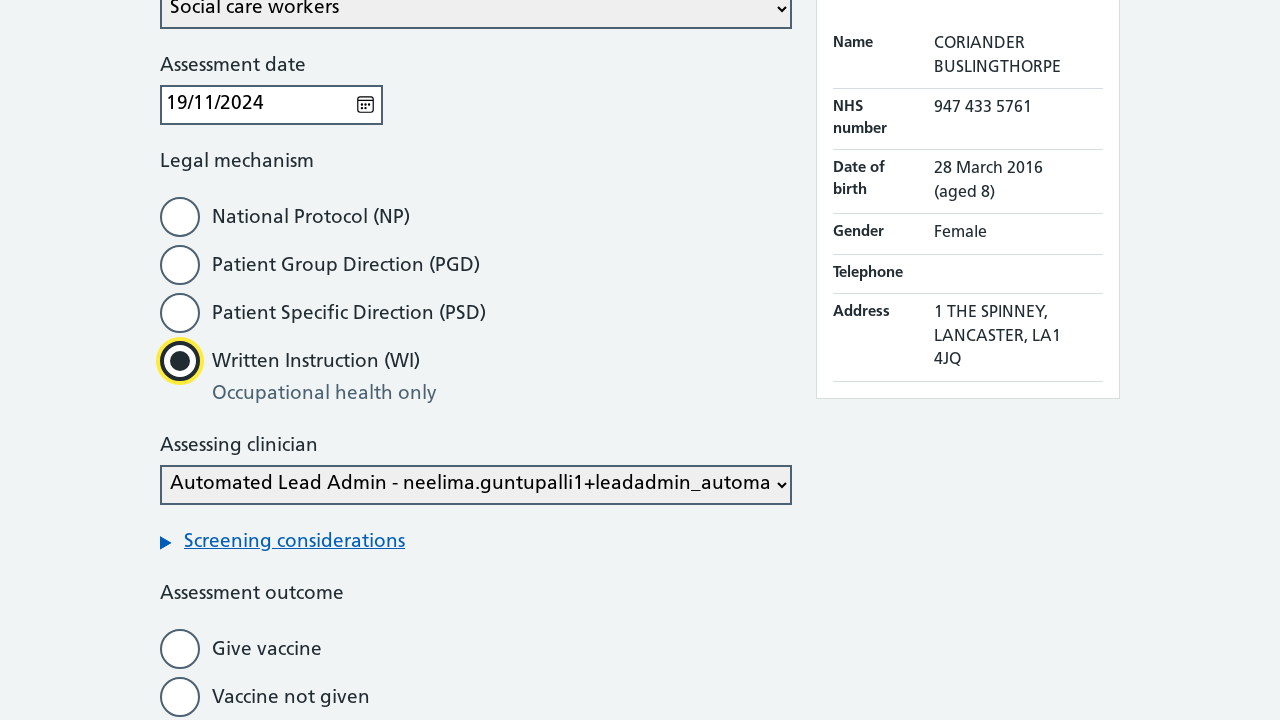 Social care workers
Assessment date
19/11/2024
Legal mechanism
National Protocol (NP)
Patient Group Direction (PGD)
Patient Specific Direction (PSD)
Written Instruction (WI)
Occupational health only
Assessing clinician
Automated Lead Admin - neelima.guntupalli1+leadadmin_automa
Screening considerations
Assessment outcome
Give vaccine
Vaccine not given
Name CORIANDER
BUSLINGTHORPE
NHS number 947 433 5761
Date of birth 28 March 2016
(aged 8)
Gender Female
Telephone
Address 1 THE SPINNEY,
LANCASTER, LA1
4JQ